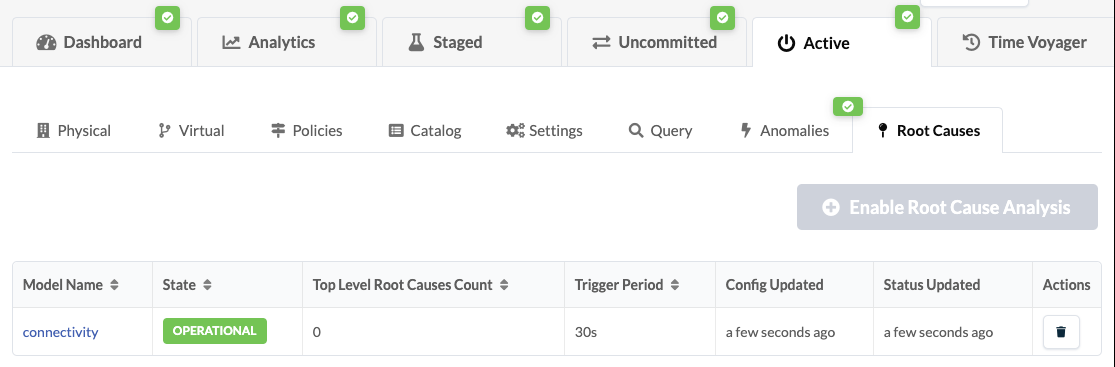 Dashboard Analytics Staged Uncommitted Active Time Voyager
Physical Virtual Policies Catalog Settings Query Anomalies Root Causes
Enable Root Cause Analysis
Model Name State Top Level Root Causes Count Trigger Period Config Updated Status Updated Actions
connectivity OPERATIONAL 0 30s a few seconds ago a few seconds ago